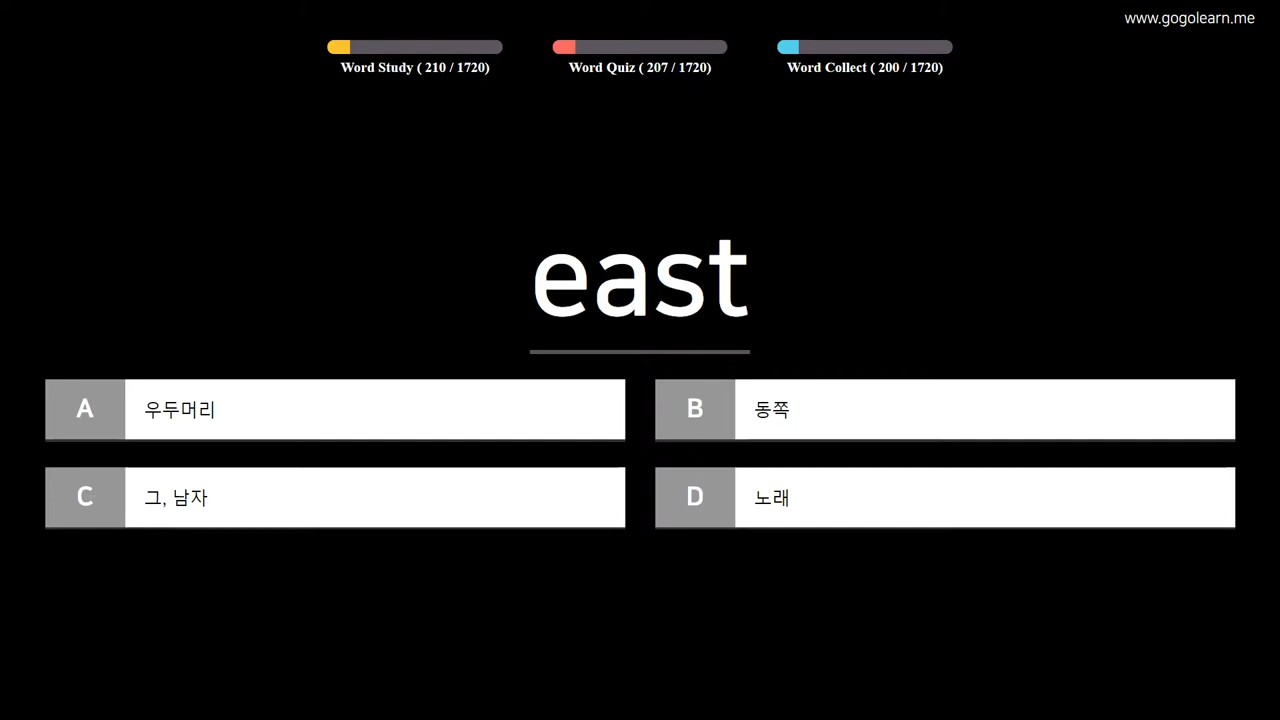 www.gogolearn.me
Word Study ( 210 / 1720)
Word Quiz ( 207 / 1720)
Word Collect ( 200 / 1720)
east
A 우두머리
B 동쪽
C 그, 남자
D 노래